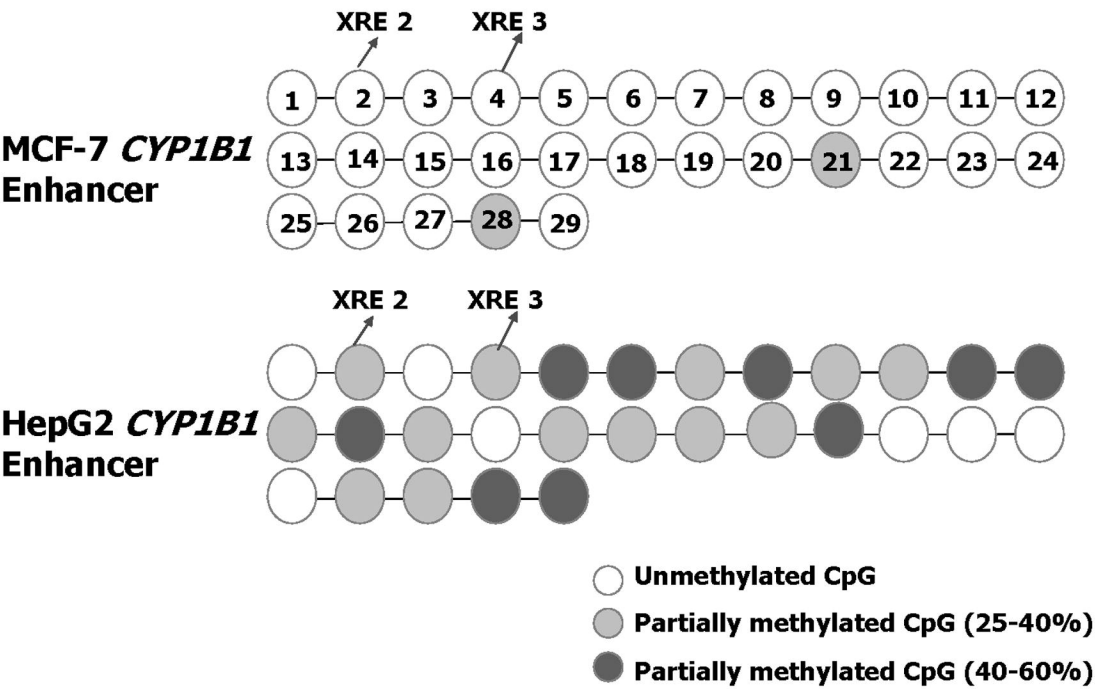 XRE 2 XRE 3
1 2 3 4 5 6 7 8 9 10 11 12
MCF-7 CYP1B1
Enhancer
13 14 15 16 17 18 19 20 21 22 23 24
25 26 27 28 29
XRE 2 XRE 3
HepG2 CYP1B1
Enhancer
Unmethylated CpG
Partially methylated CpG (25-40%)
Partially methylated CpG (40-60%)